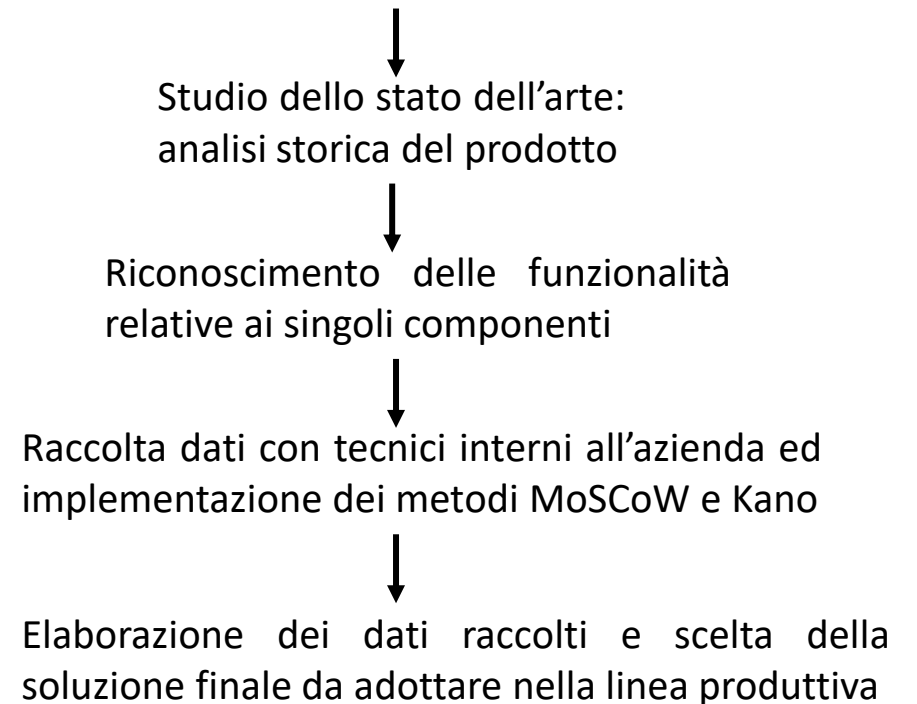 Studio dello stato dell’arte:
analisi storica del prodotto
Riconoscimento delle funzionalità
relative ai singoli componenti
Raccolta dati con tecnici interni all’azienda ed
implementazione dei metodi MoSCoW e Kano
Elaborazione dei dati raccolti e scelta della
soluzione finale da adottare nella linea produttiva